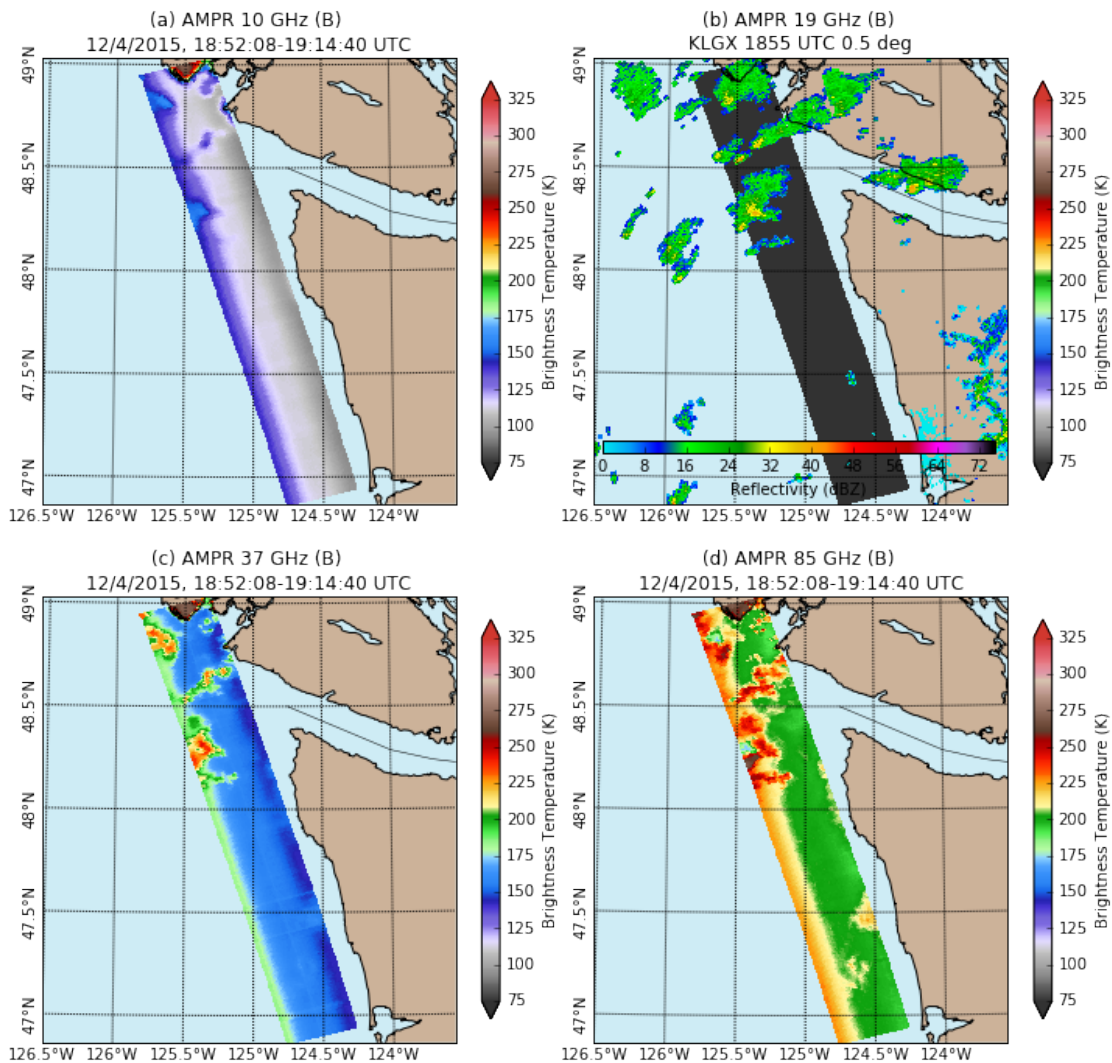 (a) AMPR 10 GHz (B)
12/4/2015, 18:52:08-19:14:40 UTC
49°N
48.5°N
48°N
47.5°N
47°N
126.5°W 126°W 125.5°W 125°W 124.5°W 124°W
325
300
275
250
225
200
175
150
125
100
75
Brightness Temperature (K)
(b) AMPR 19 GHz (B)
KLGX 1855 UTC 0.5 deg
49°N
48.5°N
48°N
47.5°N
47°N
0 8 16 24 32 40 48 56 64 72
Reflectivity (dBZ)
126.5°W 126°W 125.5°W 125°W 124.5°W 124°W
325
300
275
250
225
200
175
150
125
100
75
Brightness Temperature (K)
(c) AMPR 37 GHz (B)
12/4/2015, 18:52:08-19:14:40 UTC
49°N
48.5°N
48°N
47.5°N
47°N
126.5°W 126°W 125.5°W 125°W 124.5°W 124°W
325
300
275
250
225
200
175
150
125
100
75
Brightness Temperature (K)
(d) AMPR 85 GHz (B)
12/4/2015, 18:52:08-19:14:40 UTC
49°N
48.5°N
48°N
47.5°N
47°N
126.5°W 126°W 125.5°W 125°W 124.5°W 124°W
325
300
275
250
225
200
175
150
125
100
75
Brightness Temperature (K)